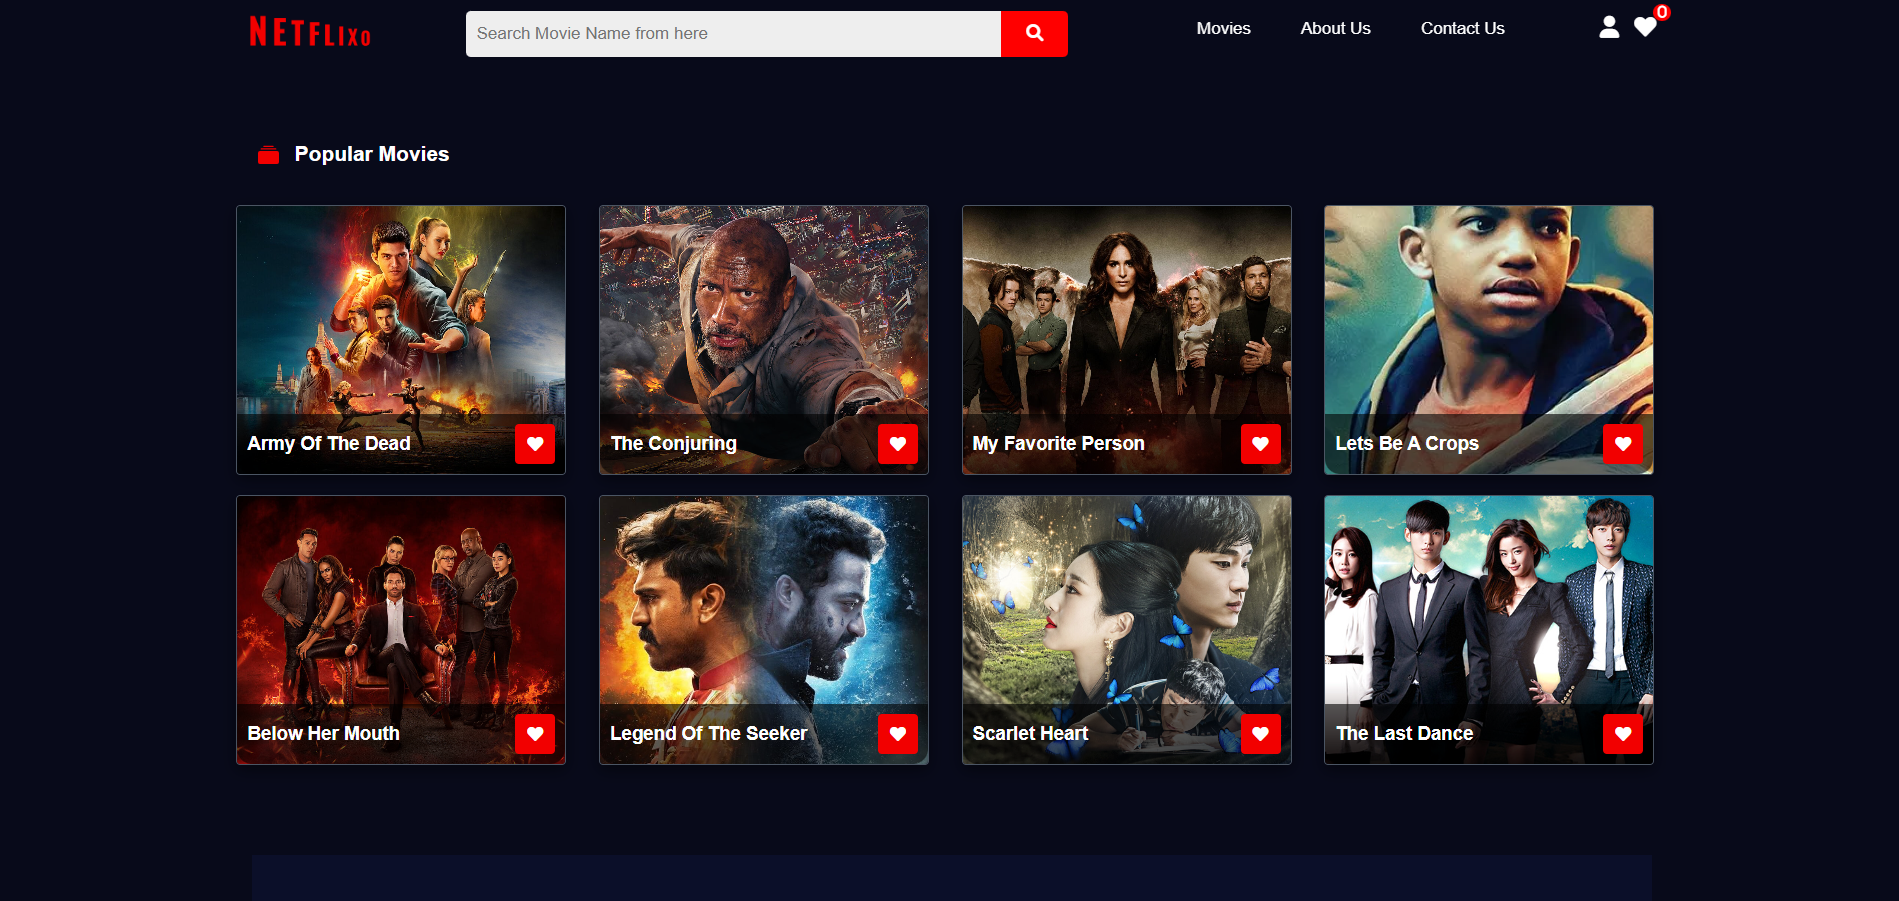 NETFLIXO
Search Movie Name from here
Movies
About Us
Contact Us
0
Popular Movies
Army Of The Dead
The Conjuring
My Favorite Person
Lets Be A Crops
Below Her Mouth
Legend Of The Seeker
Scarlet Heart
The Last Dance